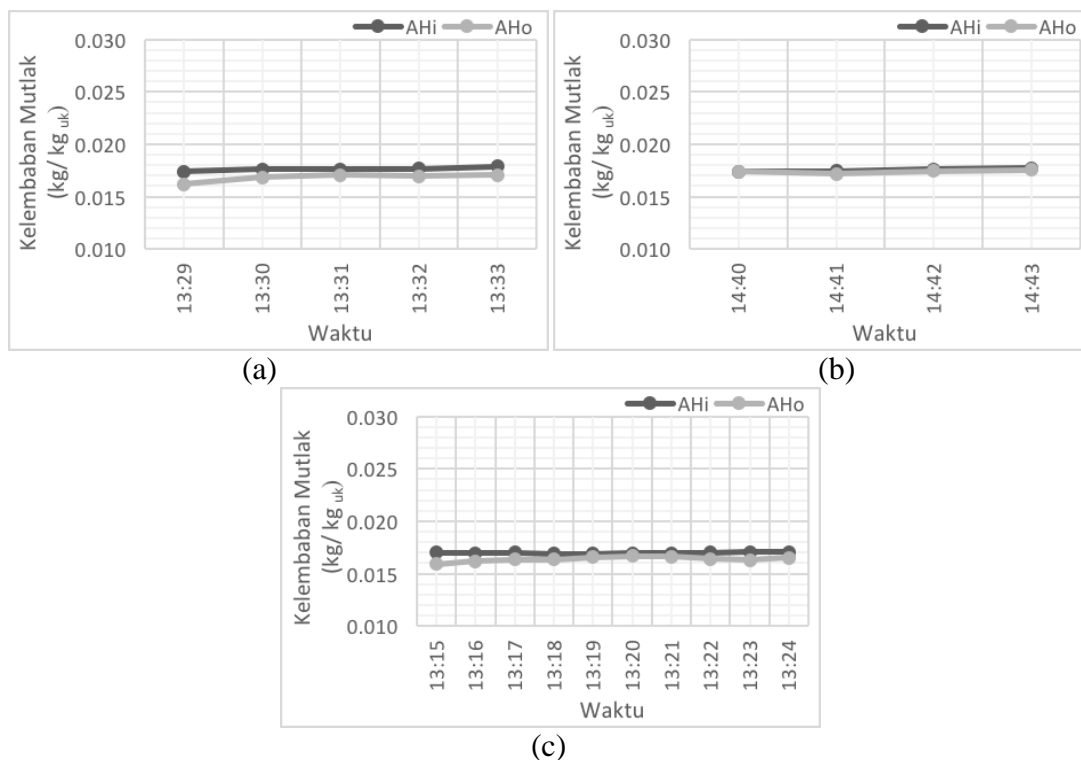 AHi AHo
Kelembaban Mutlak
(kg/ kg uk)
0.030
0.025
0.020
0.015
0.010
13:29 13:30 13:31 13:32 13:33
Waktu
(a)
AHi AHo
Kelembaban Mutlak
(kg/ kg uk)
0.030
0.025
0.020
0.015
0.010
14:40 14:41 14:42 14:43
Waktu
(b)
AHi AHo
Kelembaban Mutlak
(kg/ kg uk)
0.030
0.025
0.020
0.015
0.010
13:15 13:16 13:17 13:18 13:19 13:20 13:21 13:22 13:23 13:24
Waktu
(c)